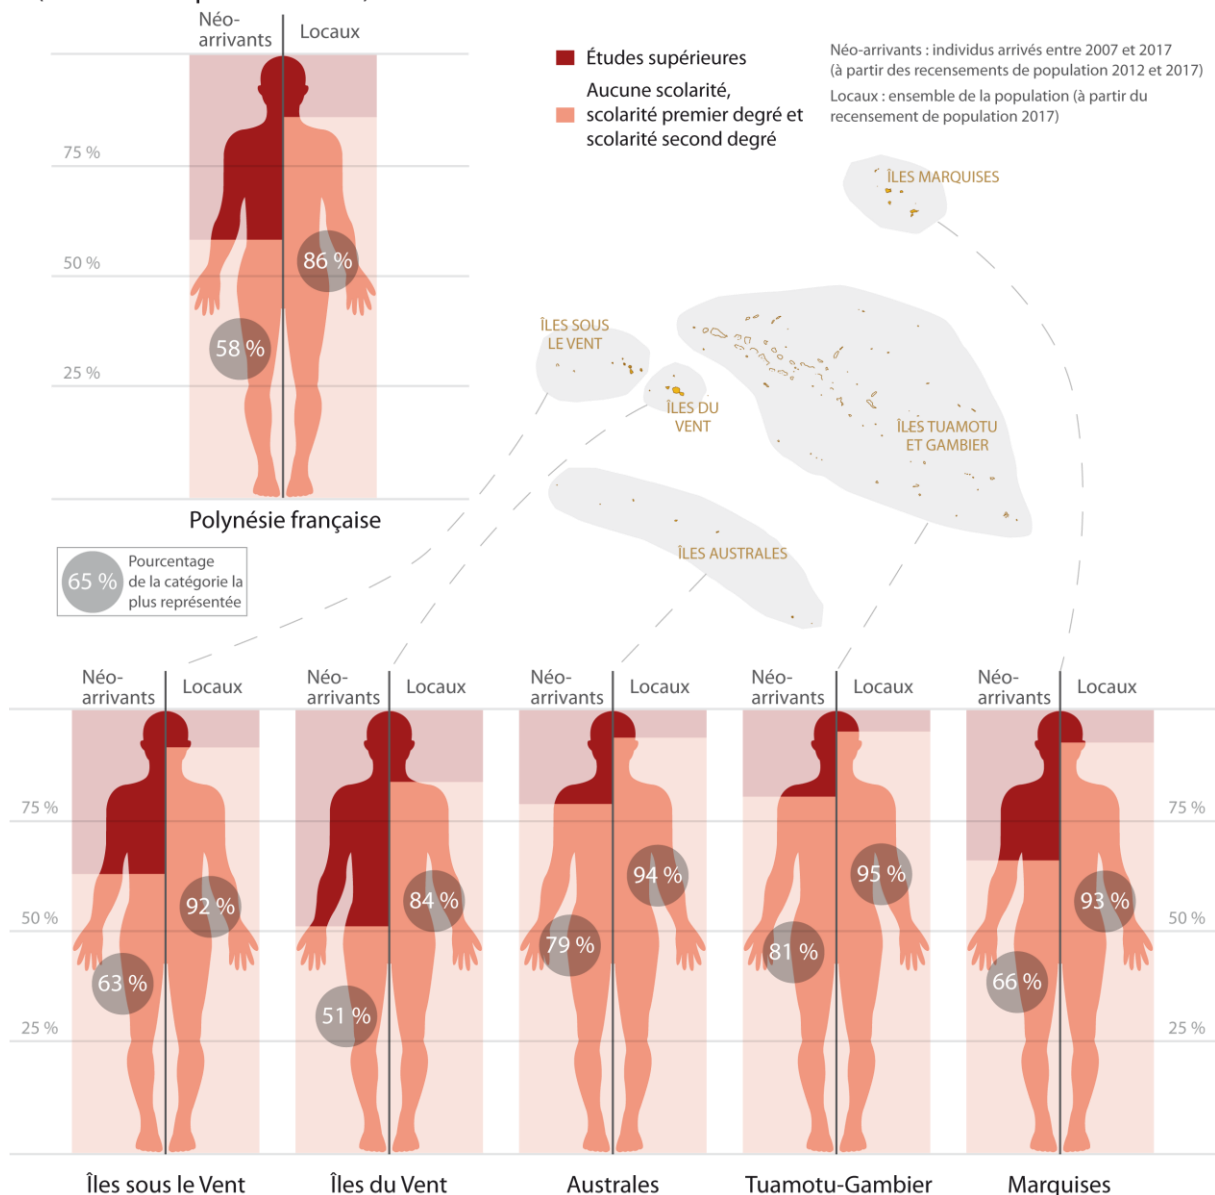 Néo-
arrivants
Locaux
75 %
50 %
25 %
86 %
58 %
Polynésie française
65 %
Pourcentage
de la catégorie la
plus représentée
Études supérieures
Aucune scolarité,
scolarité premier degré et
scolarité second degré
Néo-arrivants : individus arrivés entre 2007 et 2017
(à partir des recensements de population 2012 et 2017)
Locaux : ensemble de la population (à partir du
recensement de population 2017)
ÎLES MARQUISES
ÎLES SOUS
LE VENT
ÎLES DU
VENT
ÎLES TUAMOTU
ET GAMBIER
ÎLES AUSTRALES
Néo-
arrivants
Locaux
Néo-
arrivants
Locaux
Néo-
arrivants
Locaux
Néo-
arrivants
Locaux
Néo-
arrivants
Locaux
75 %
75 %
50 %
50 %
25 %
25 %
92 %
63 %
84 %
51 %
94 %
79 %
95 %
81 %
93 %
66 %
Îles sous le Vent
Îles du Vent
Australes
Tuamotu-Gambier
Marquises